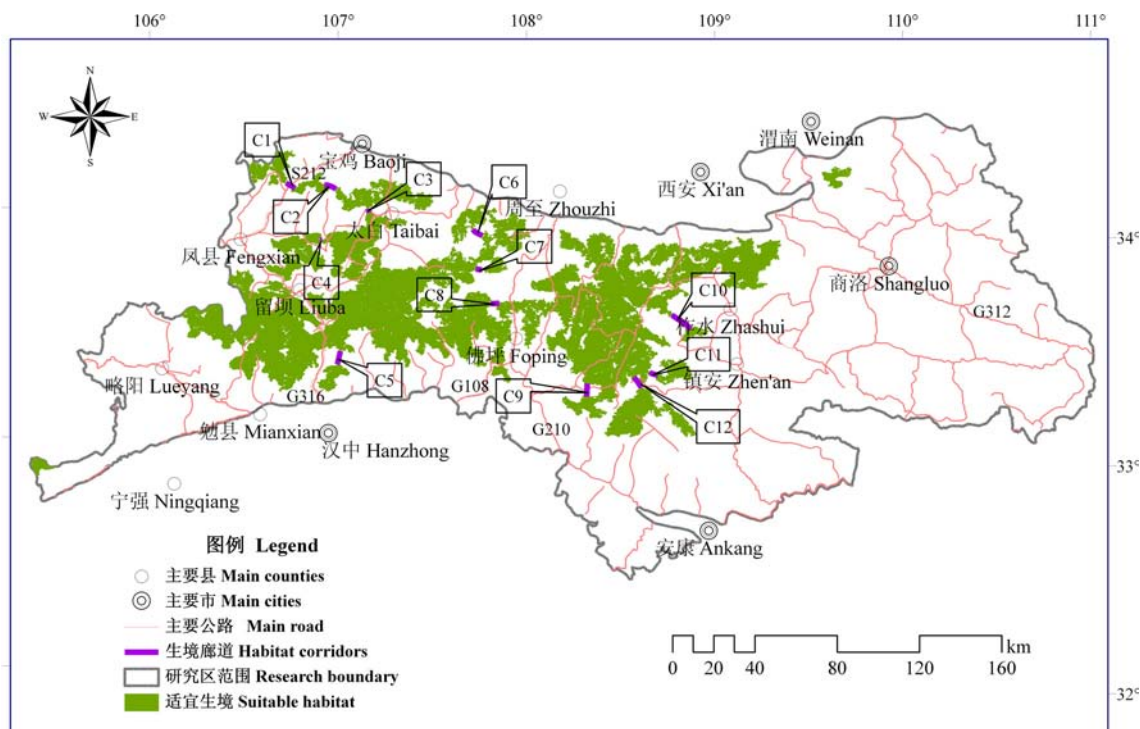 106°
107°
108°
109°
110°
111°
N
W
E
S
C1
S212
宝鸡 Baoji
C3
C6
渭南 Weinan
西安 Xi'an
C2
周至 Zhouzhi
太白 Taibai
34°
凤县 Fengxian
C7
C4
C8
C10
商洛 Shangluo
留坝 Liuba
G312
柞水 Zhashui
佛坪 Foping
C11
略阳 Lueyang
C5
G108
镇安 Zhen'an
G316
C9
勉县 Mianxian
G210
C12
汉中 Hanzhong
33°
宁强 Ningqiang
安康 Ankang
图例 Legend
主要县 Main counties
主要市 Main cities
主要公路 Main road
生境廊道 Habitat corridors
研究区范围 Research boundary
适宜生境 Suitable habitat
km
0 20 40 80 120 160
32°